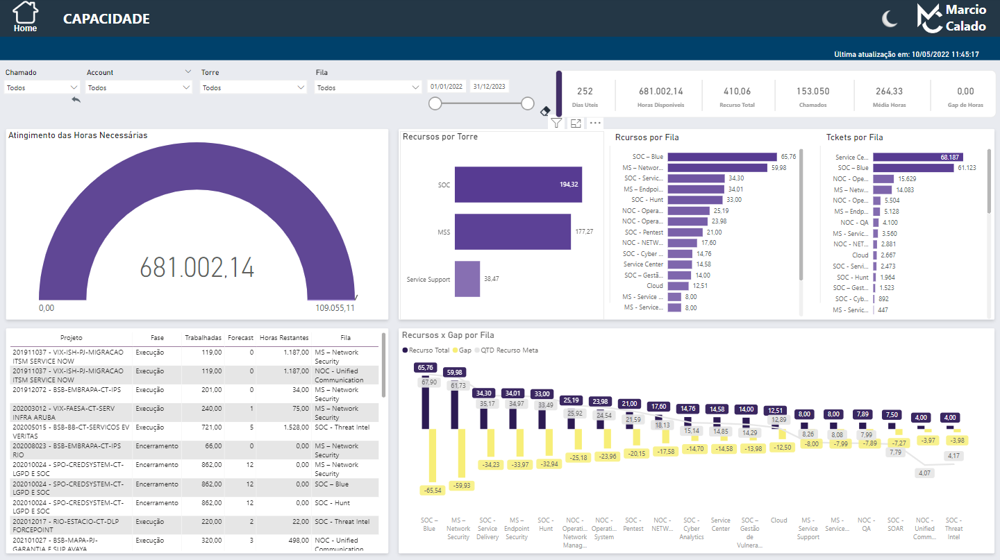 Home
CAPACIDADE
Marcio
Calado
Última atualização em: 10/05/2022 11:45:17
Chamado
Todos
Account
Todos
Torre
Todos
Fila
Todos
01/01/2022
31/12/2023
252
Dias Uteis
681.002,14
Horas Disponíveis
410,06
Recurso Total
153.050
Chamados
264,33
Média Horas
0,00
Gap de Horas
Atingimento das Horas Necessárias
681.002,14
0,00
109.055,11
Recursos por Torre
SOC 194,32
MSS 177,27
Service Support 38,47
Rcursos por Fila
SOC – Blue 65,76
MS – Networ... 59,98
SOC - Servic... 34,30
MS – Endpoi... 34,01
SOC - Hunt 33,00
NOC - Opera... 25,19
NOC - Opera... 23,98
SOC - Pentest 21,00
NOC - NETW... 17,60
SOC - Cyber ... 14,76
Service Center 14,58
SOC – Gestã... 14,00
Cloud 12,51
MS - Service ... 8,00
MS - Service... 8,00
Tckets por Fila
Service Ce... 68.187
SOC – Blue 61.123
NOC - Ope... 15.629
MS – Netw... 14.083
NOC - Ope... 5.504
MS – Endp... 5.128
NOC - QA 4.100
MS - Servic... 3.560
NOC - NET... 2.881
Cloud 2.667
SOC - Servi... 2.473
SOC - Hunt 1.964
SOC – Gest... 1.523
SOC - Cyb... 892
MS - Servic... 447
Projeto Fase Trabalhadas Forecast Horas Restantes Fila
201911037 - VIX-ISH-PJ-MIGRACAO Execução 119,00 0 1.187,00 MS – Network
ITSM SERVICE NOW Security
201911037 - VIX-ISH-PJ-MIGRACAO Execução 119,00 0 1.187,00 NOC - Unified
ITSM SERVICE NOW Communication
201912072 - BSB-EMBRAPA-CT-IPS Execução 201,00 0 34,00 MS – Network
Security
202003012 - VIX-FAESA-CT-SERV Execução 240,00 1 75,00 MS – Network
INFRA ARUBA Security
202005015 - BSB-BB-CT-SERVICOS EV Execução 721,00 5 1.528,00 SOC - Threat Intel
VERITAS
202008023 - BSB-EMBRAPA-CT-IPS Encerramento 66,00 0 0,00 MS – Network
RIO Security
202010024 - SPO-CREDSYSTEM-CT- Encerramento 862,00 12 0,00 MS – Network
LGPD E SOC Security
202010024 - SPO-CREDSYSTEM-CT- Encerramento 862,00 12 0,00 SOC – Blue
LGPD E SOC
202010024 - SPO-CREDSYSTEM-CT- Encerramento 862,00 12 0,00 SOC - Hunt
LGPD E SOC
202012017 - RIO-ESTACIO-CT-DLP Execução 220,00 2 22,00 SOC - Threat Intel
FORCEPOINT
202101027 - BSB-MAPA-PJ- Execução 320,00 3 498,00 NOC - Unified
GARANTIA E SUP AVAYA Communication
Recursos x Gap por Fila
Recurso Total Gap QTD Recurso Meta
65,76 59,98 34,30 34,01 33,00 25,19 23,98 21,00 17,60 14,76 14,58 14,00 12,51 8,00 8,00 7,89 7,50 4,00 4,00
67,90 61,73 35,17 34,97 33,49 25,92 24,54 21,59 18,13 15,14 14,85 14,29 12,89 8,26 8,08 7,99 7,79 4,07 4,17
-65,54 -59,93 -34,23 -33,97 -32,94 -25,18 -23,96 -20,15 -17,58 -14,70 -14,58 -13,98 -12,50 -8,00 -7,99 -7,89 -7,27 -3,97 -3,98
SOC – Blue
MS – Network Security
SOC - Service Delivery
MS – Endpoint Security
SOC - Hunt
NOC - Operati... Network Manag...
NOC - Operati... System
SOC - Pentest
NOC - NETW...
SOC - Cyber Analytics
Service Center
SOC – Gestão de Vulnera...
Cloud
MS - Service Support
MS - Service...
NOC - QA
SOC - SOAR
NOC - Unified Comm...
SOC - Threat Intel